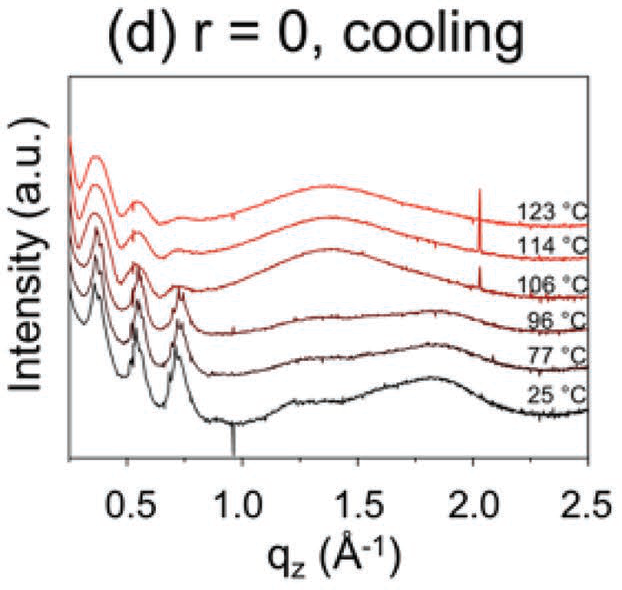 (d) r = 0, cooling
Intensity (a.u.)
123 °C
114 °C
106 °C
96 °C
77 °C
25 °C
0.5 1.0 1.5 2.0 2.5
qz (Å-1)